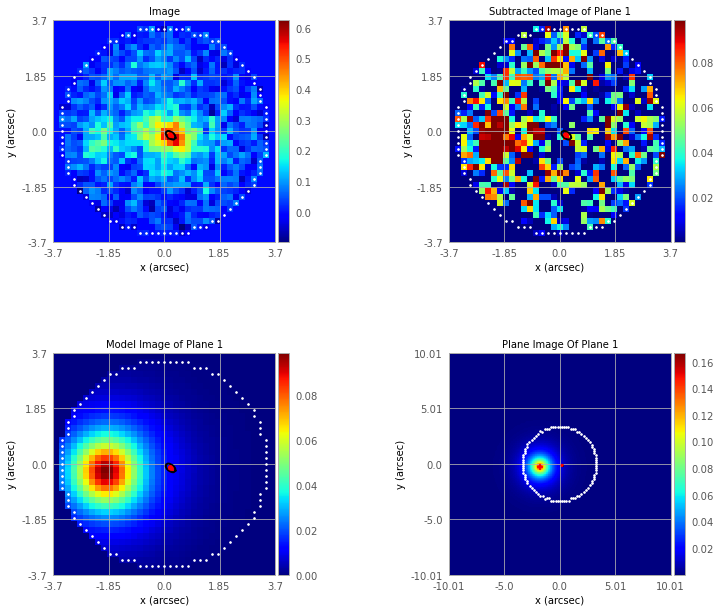 Image
3.7
1.85
0.0
-1.85
-3.7
y (arcsec)
-3.7 -1.85 0.0 1.85 3.7
x (arcsec)
0.6
0.5
0.4
0.3
0.2
0.1
0.0
Subtracted Image of Plane 1
3.7
1.85
0.0
-1.85
-3.7
y (arcsec)
-3.7 -1.85 0.0 1.85 3.7
x (arcsec)
0.08
0.06
0.04
0.02
Model Image of Plane 1
3.7
1.85
0.0
-1.85
-3.7
y (arcsec)
-3.7 -1.85 0.0 1.85 3.7
x (arcsec)
0.08
0.06
0.04
0.02
0.00
Plane Image Of Plane 1
10.01
5.01
0.0
-5.0
-10.01
y (arcsec)
-10.01 -5.0 0.0 5.01 10.01
x (arcsec)
0.16
0.14
0.12
0.10
0.08
0.06
0.04
0.02